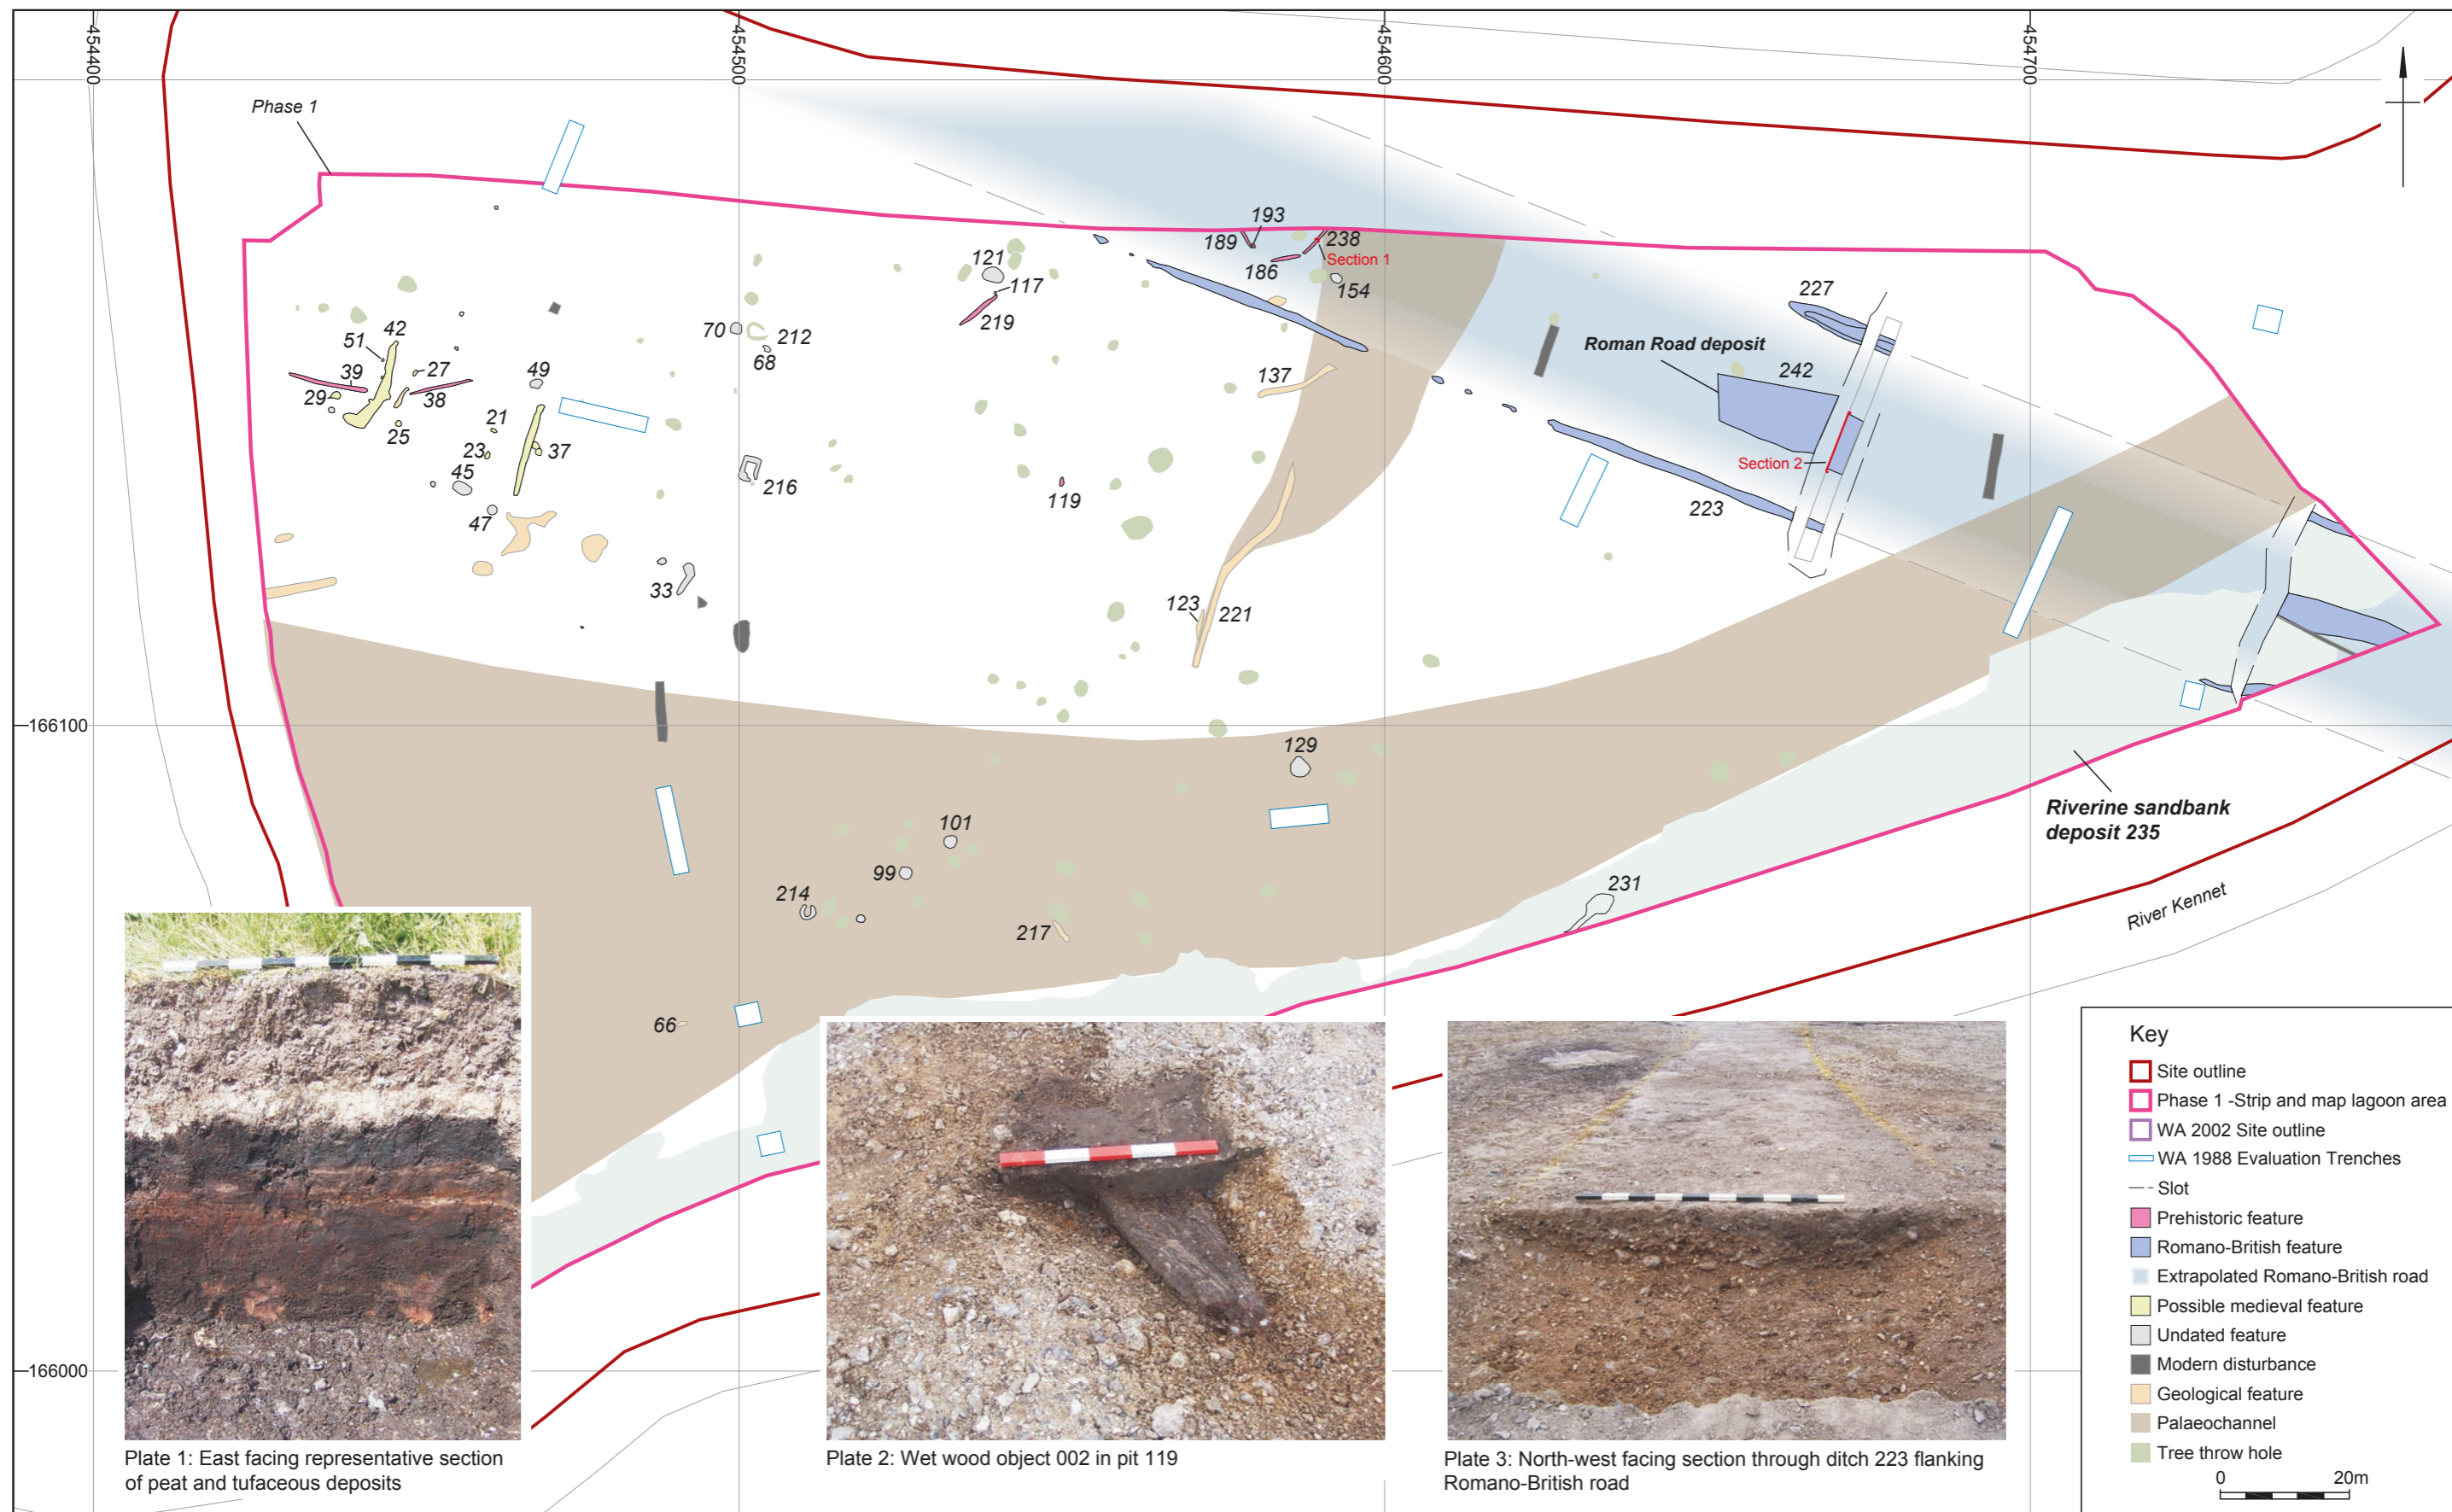 454400
454500
454600
454700
Phase 1
193
189
238
Section 1
186
154
121
117
219
227
Roman Road deposit
242
70
212
68
42
51
39
27
29
38
49
25
21
37
23
45
47
216
119
137
Section 2
223
33
123
221
166100
129
Riverine sandbank
deposit 235
101
99
214
217
231
River Kennet
66
166000
Plate 1: East facing representative section
of peat and tufaceous deposits
Plate 2: Wet wood object 002 in pit 119
Plate 3: North-west facing section through ditch 223 flanking
Romano-British road
Key
Site outline
Phase 1 -Strip and map lagoon area
WA 2002 Site outline
WA 1988 Evaluation Trenches
Slot
Prehistoric feature
Romano-British feature
Extrapolated Romano-British road
Possible medieval feature
Undated feature
Modern disturbance
Geological feature
Palaeochannel
Tree throw hole
0 20m